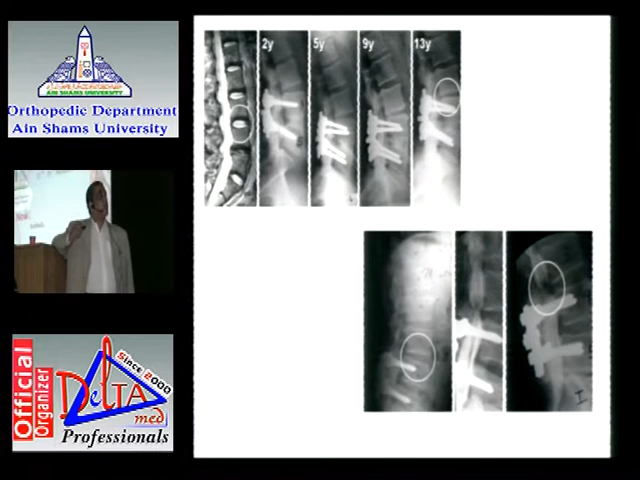 AIN SHAMS UNIVERSITY
Orthopedic Department
Ain Shams University
2y
5y
9y
13y
Official
Organizer
Since 2000
DeltA
med
Professionals